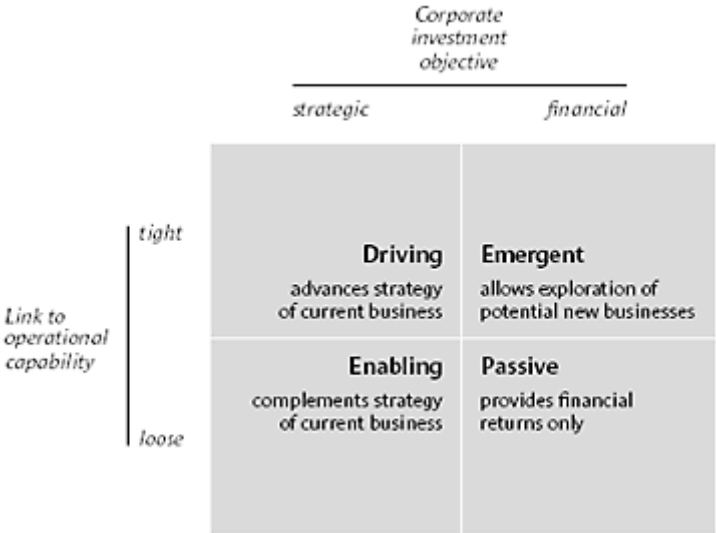 Corporate
investment
objective
strategic
financial
tight
Link to
operational
capability
loose
Driving
advances strategy
of current business
Emergent
allows exploration of
potential new businesses
Enabling
complements strategy
of current business
Passive
provides financial
returns only